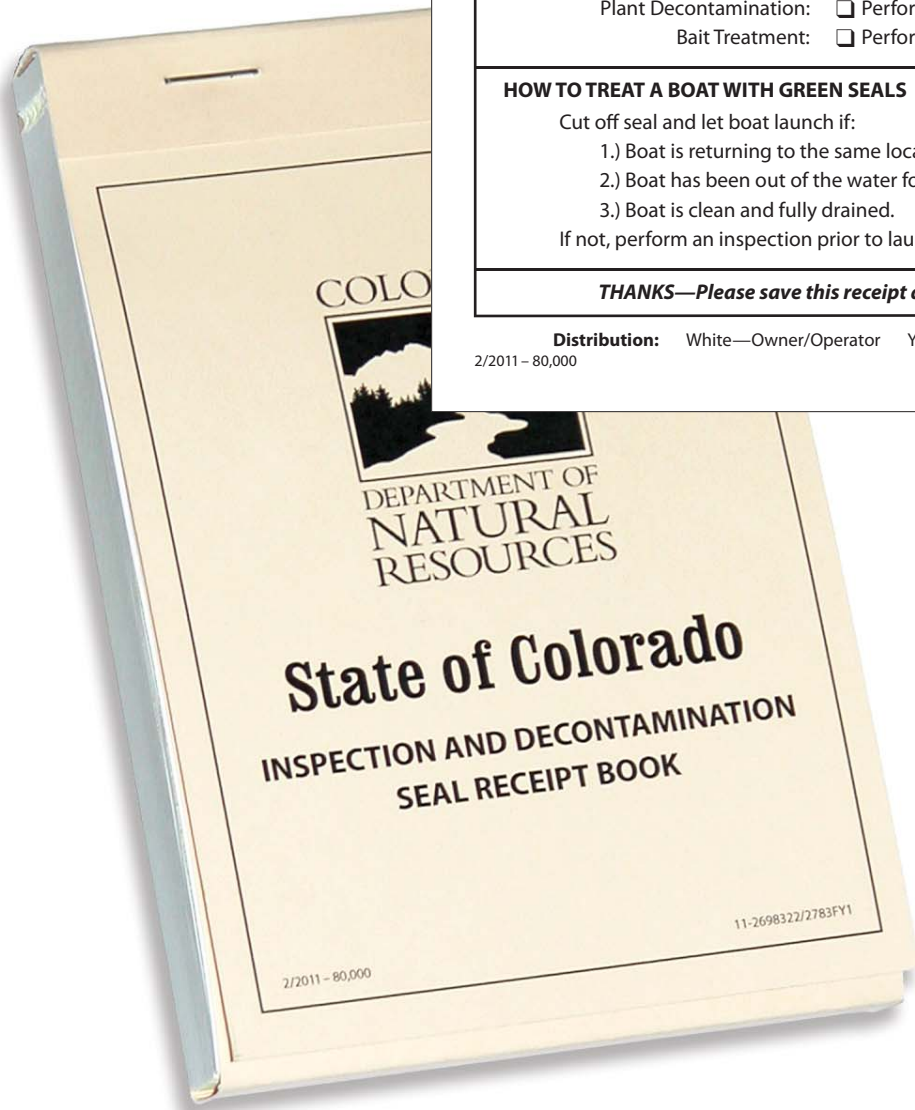 Plant Decontamination: ❑ Perfor
Bait Treatment: ❑ Perfor
HOW TO TREAT A BOAT WITH GREEN SEALS
Cut off seal and let boat launch if:
1.) Boat is returning to the same loca
2.) Boat has been out of the water fo
3.) Boat is clean and fully drained.
If not, perform an inspection prior to lau
THANKS—Please save this receipt
Distribution: White—Owner/Operator Y
2/2011 – 80,000
COLO
DEPARTMENT OF
NATURAL
RESOURCES
State of Colorado
INSPECTION AND DECONTAMINATION
SEAL RECEIPT BOOK
11-2698322/2783FY1
2/2011 – 80,000